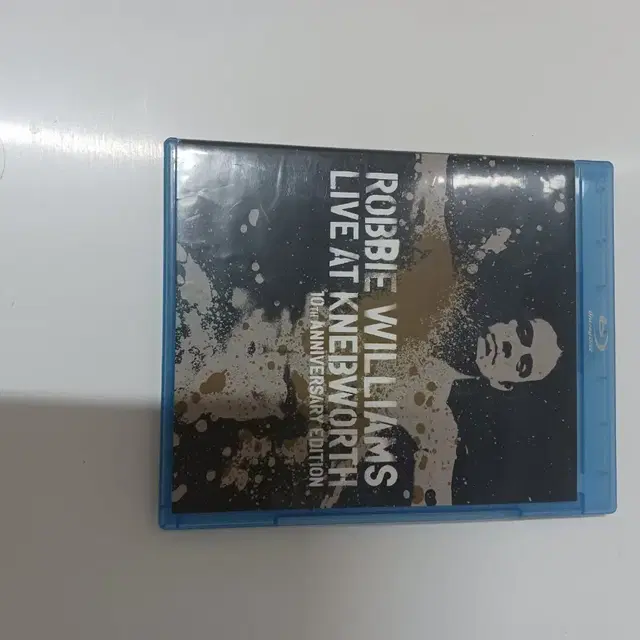 ROBBIE WILLIAMS
LIVE AT KNEBWORTH
10TH ANNIVERSARY EDITION